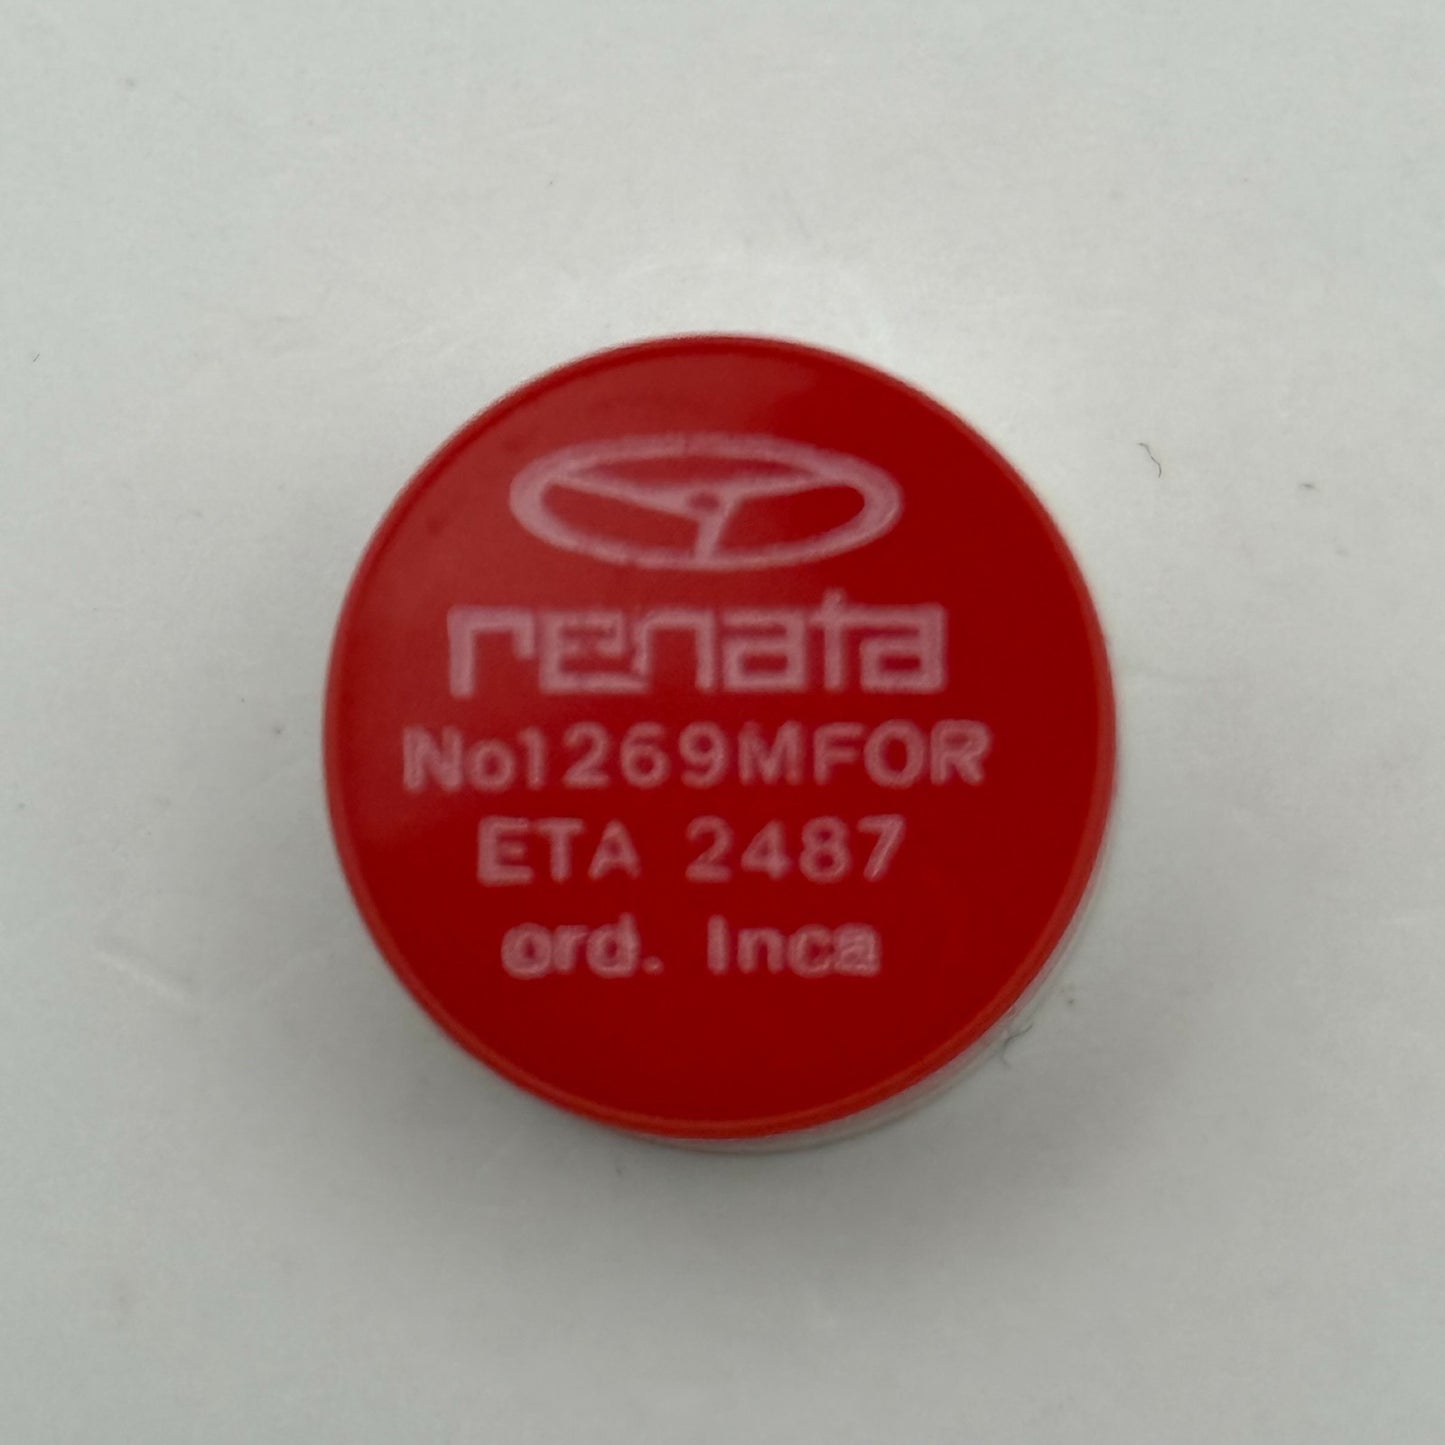 renata
No1269MFOR
ETA 2487
ord. Inca